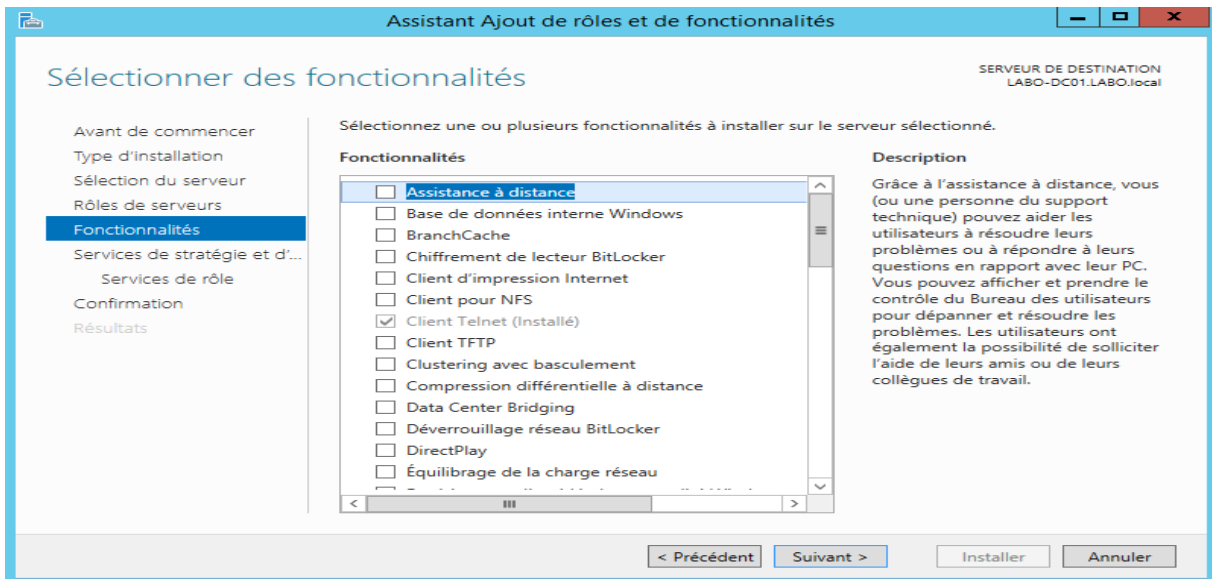 Assistant Ajout de rôles et de fonctionnalités
Sélectionner des fonctionnalités
SERVEUR DE DESTINATION
LABO-DC01.LABO.local
Avant de commencer
Type d'installation
Sélection du serveur
Rôles de serveurs
Fonctionnalités
Services de stratégie et d'...
Services de rôle
Confirmation
Résultats
Sélectionnez une ou plusieurs fonctionnalités à installer sur le serveur sélectionné.
Fonctionnalités
Assistance à distance
Base de données interne Windows
BranchCache
Chiffrement de lecteur BitLocker
Client d'impression Internet
Client pour NFS
Client Telnet (Installé)
Client TFTP
Clustering avec basculement
Compression différentielle à distance
Data Center Bridging
Déverrouillage réseau BitLocker
DirectPlay
Équilibrage de la charge réseau
Description
Grâce à l'assistance à distance, vous
(ou une personne du support
technique) pouvez aider les
utilisateurs à résoudre leurs
problèmes ou à répondre à leurs
questions en rapport avec leur PC.
Vous pouvez afficher et prendre le
contrôle du Bureau des utilisateurs
pour dépanner et résoudre les
problèmes. Les utilisateurs ont
également la possibilité de solliciter
l'aide de leurs amis ou de leurs
collègues de travail.
< Précédent
Suivant >
Installer
Annuler